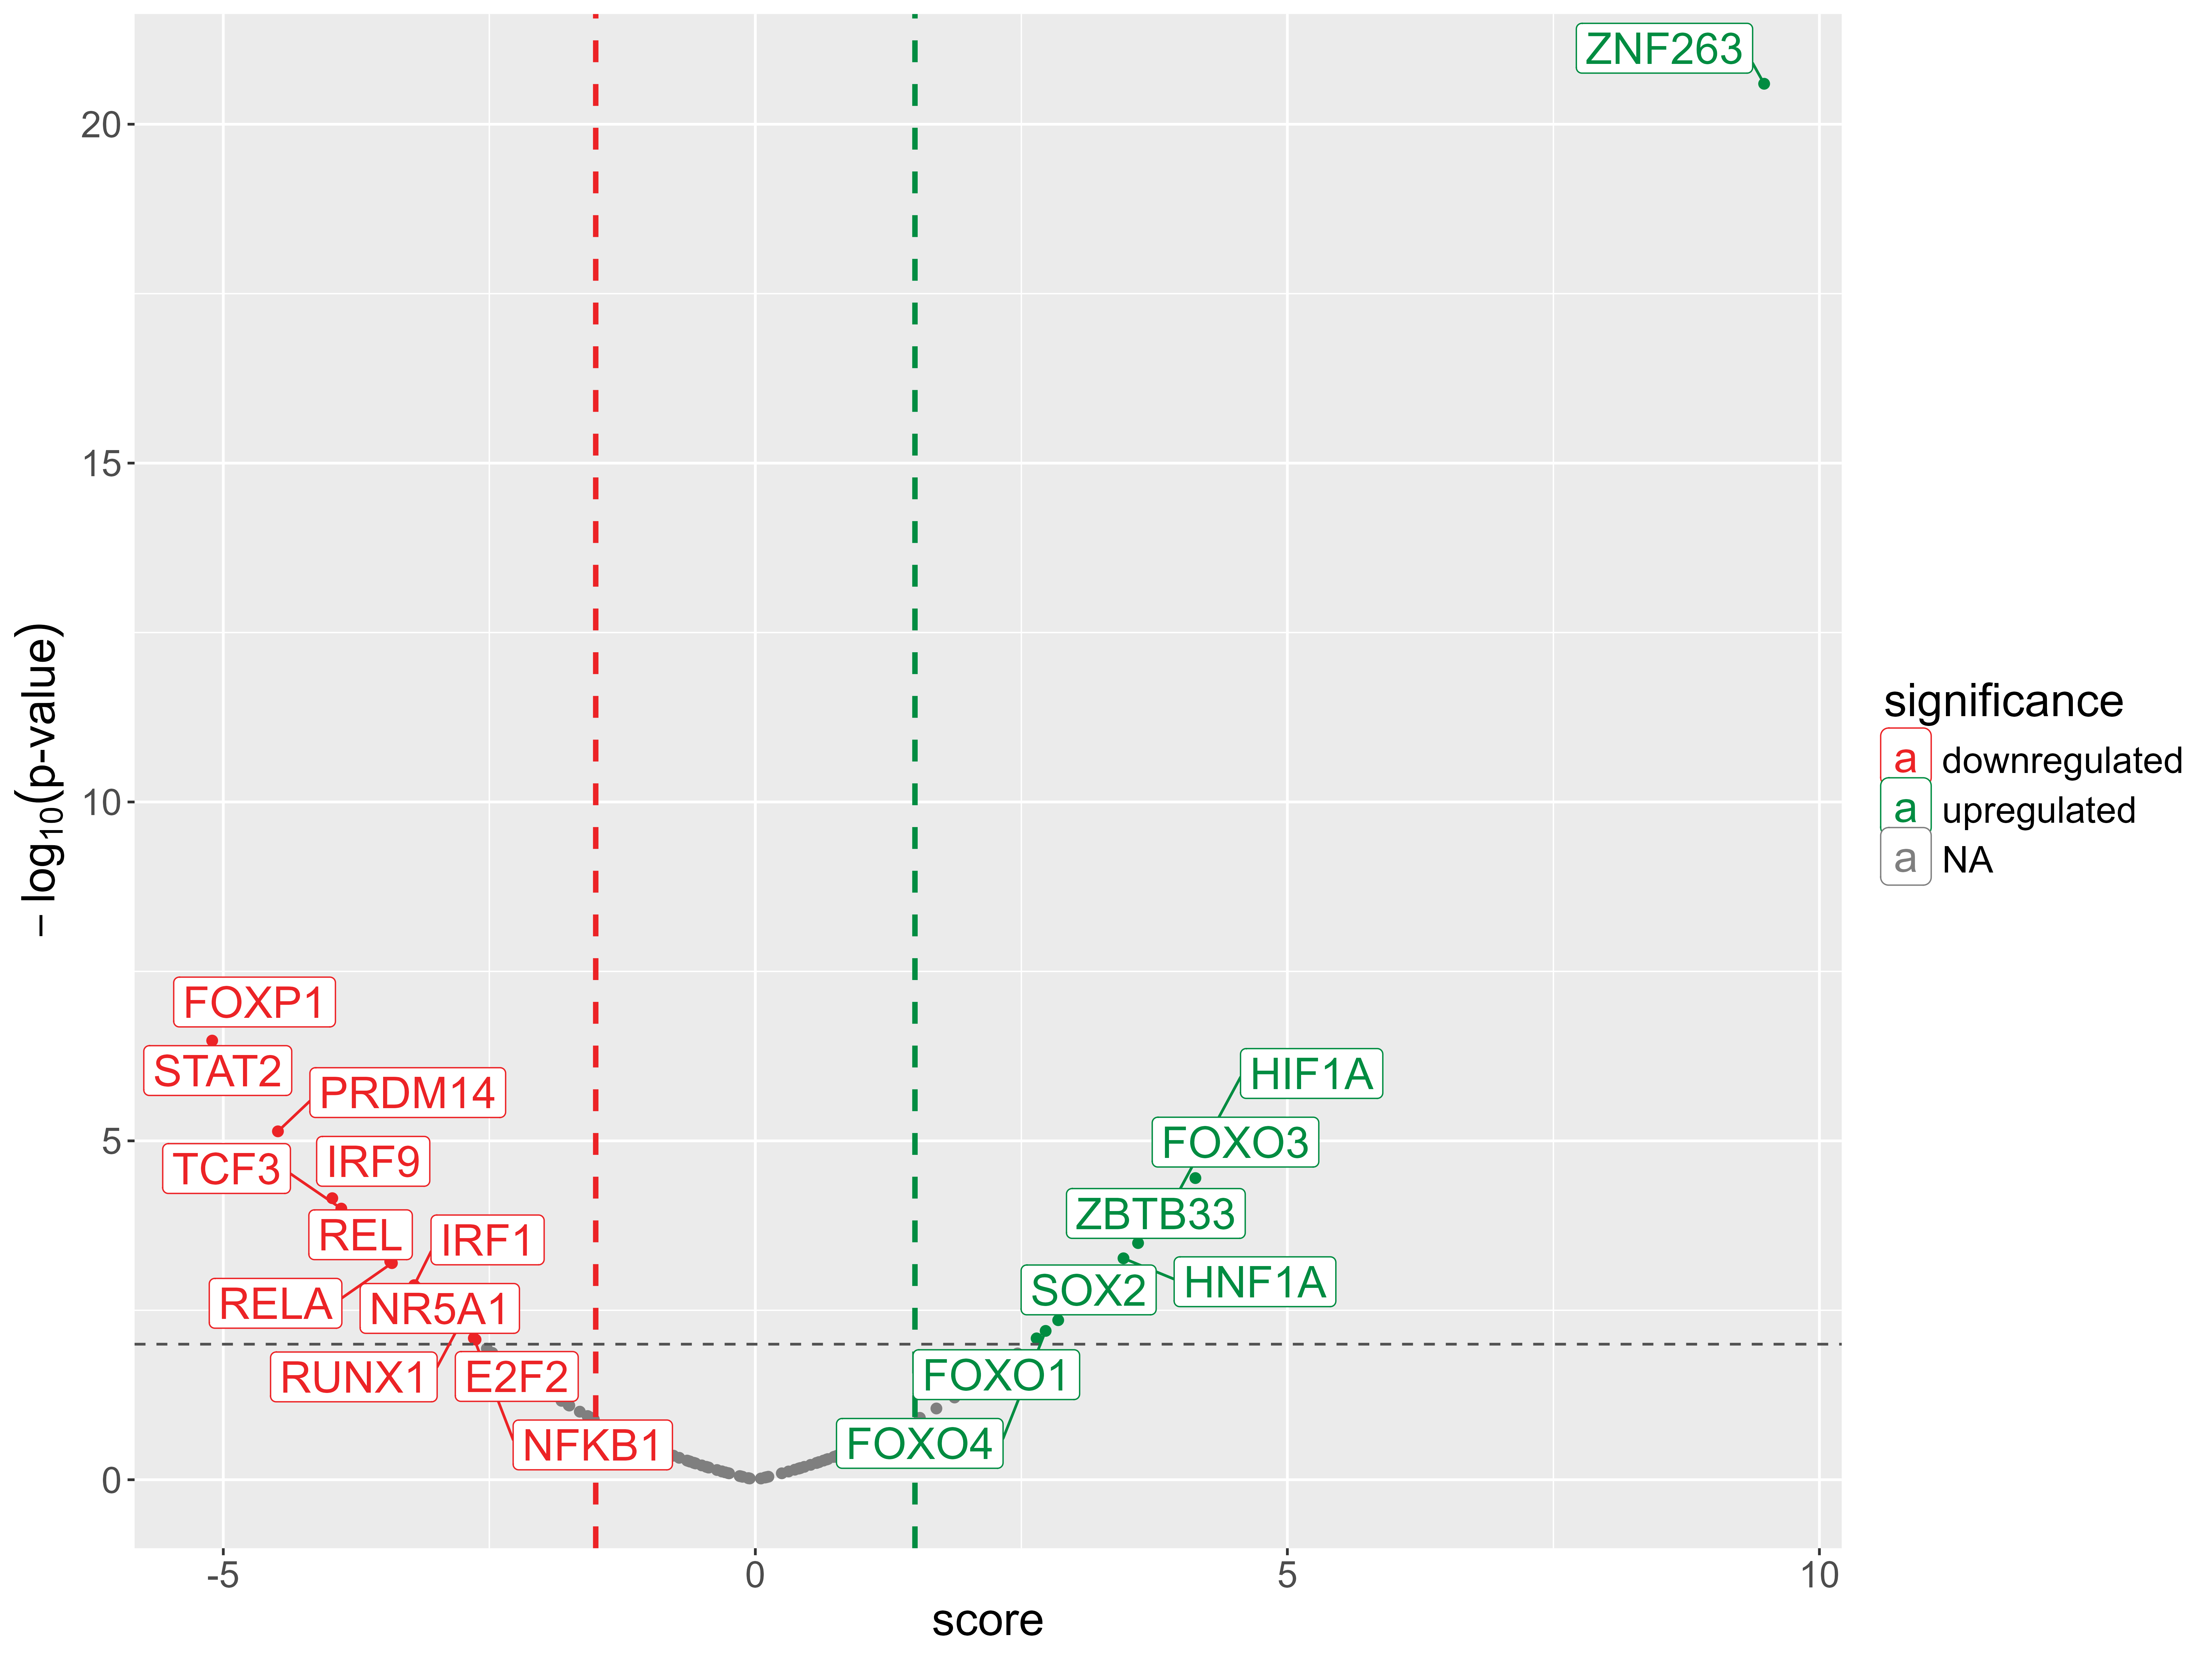 ZNF263
20
15
10
5
0
− log10(p-value)
FOXP1
STAT2
PRDM14
TCF3
IRF9
REL
IRF1
RELA
NR5A1
RUNX1
E2F2
NFKB1
HIF1A
FOXO3
ZBTB33
HNF1A
SOX2
FOXO1
FOXO4
-5
0
5
10
score
significance
a downregulated
a upregulated
a NA